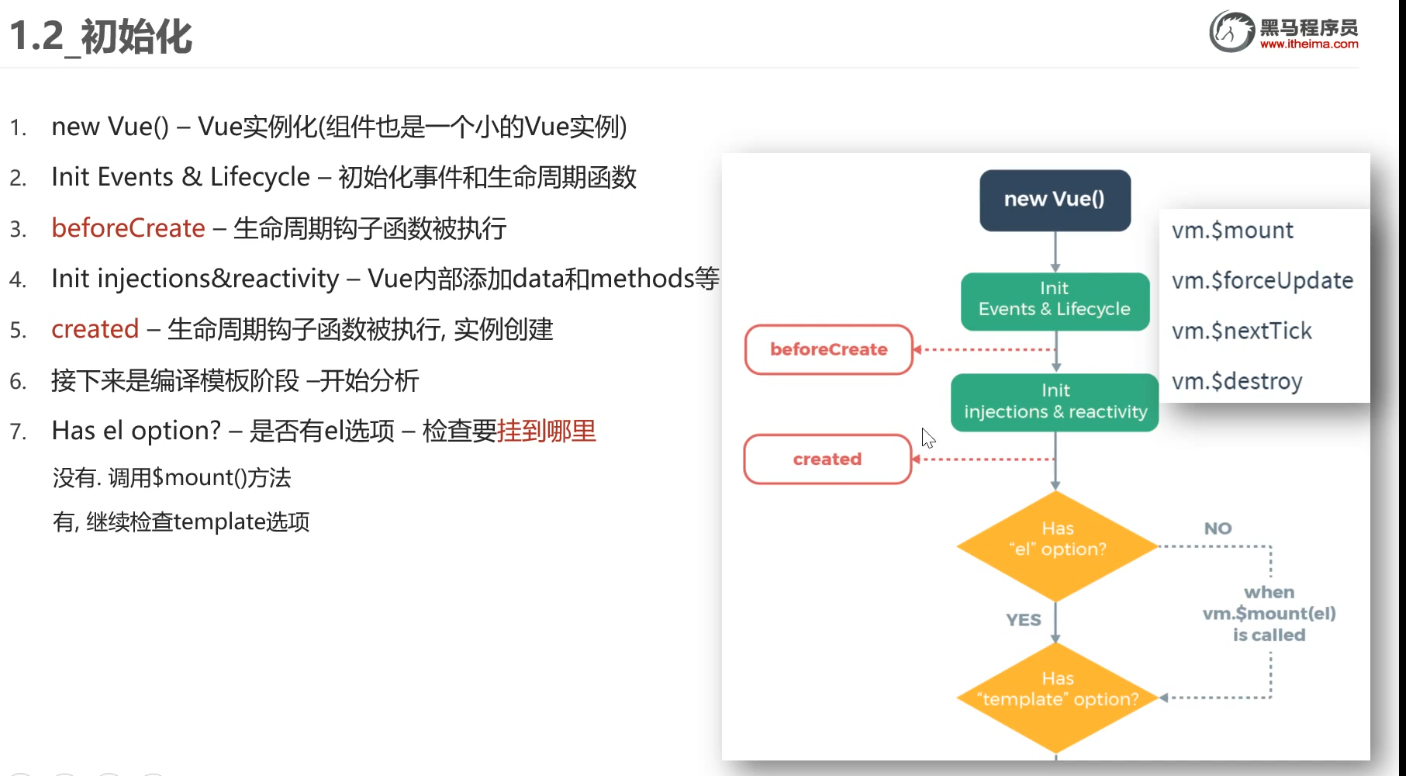 1.2_初始化
黑马程序员
www.itheima.com
1. new Vue() – Vue实例化(组件也是一个小的Vue实例)
2. Init Events & Lifecycle – 初始化事件和生命周期函数
3. beforeCreate – 生命周期钩子函数被执行
4. Init injections&reactivity – Vue内部添加data和methods等
5. created – 生命周期钩子函数被执行, 实例创建
6. 接下来是编译模板阶段 –开始分析
7. Has el option? – 是否有el选项 – 检查要挂到哪里
没有. 调用$mount()方法
有, 继续检查template选项
new Vue()
Init
Events & Lifecycle
beforeCreate
Init
injections & reactivity
created
Has
“el” option?
NO
when
vm.$mount(el)
is called
YES
Has
“template” option?
vm.$mount
vm.$forceUpdate
vm.$nextTick
vm.$destroy